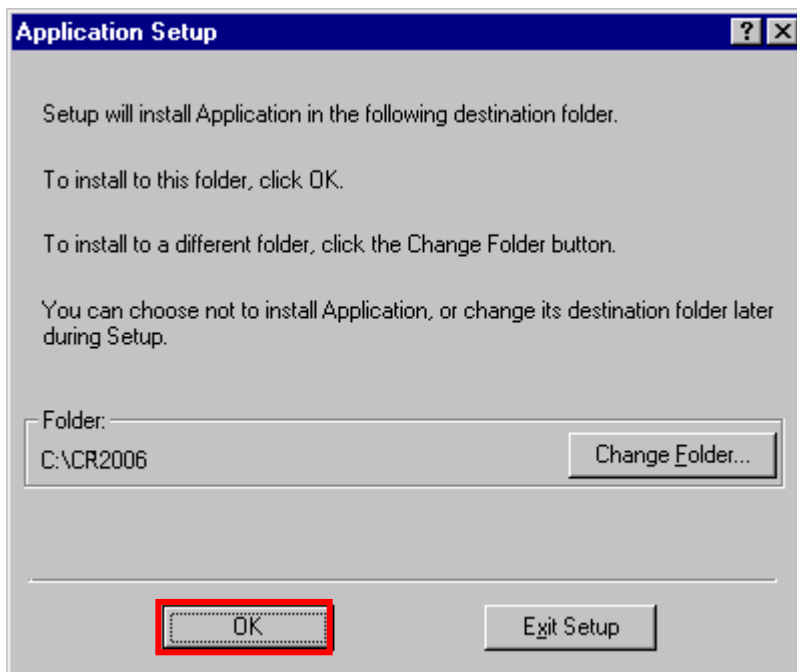 Application Setup
Setup will install Application in the following destination folder.
To install to this folder, click OK.
To install to a different folder, click the Change Folder button.
You can choose not to install Application, or change its destination folder later
during Setup.
Folder:
C:\CR2006
Change Folder...
OK
Exit Setup